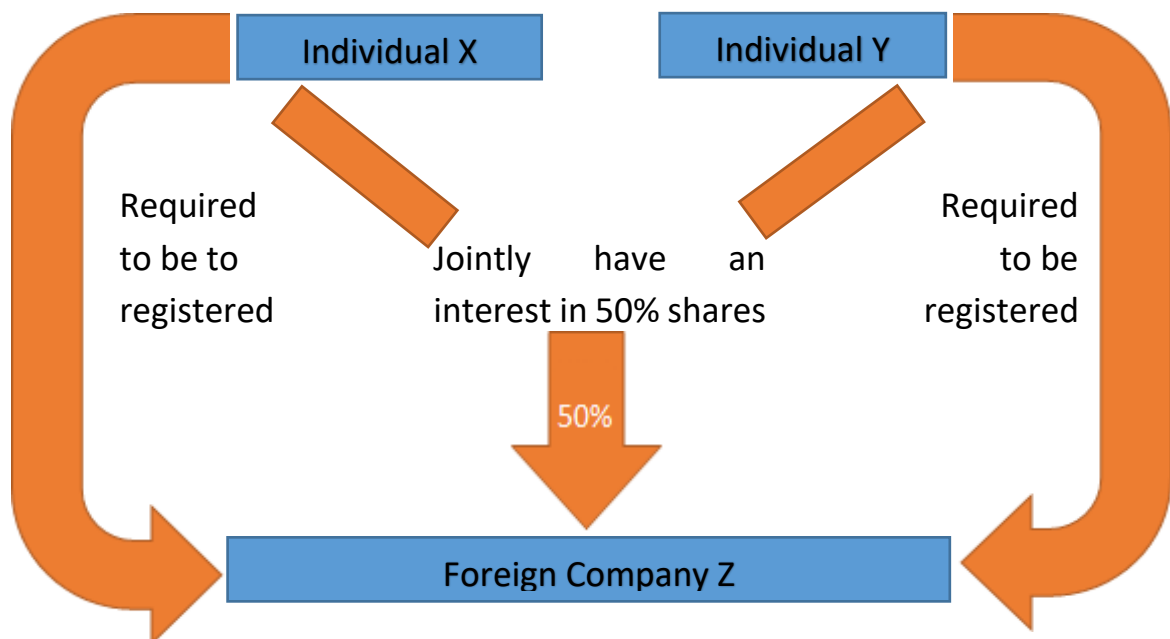 Individual X
Individual Y
Required
to be to
registered
Jointly have an
interest in 50% shares
Required
to be
registered
50%
Foreign Company Z